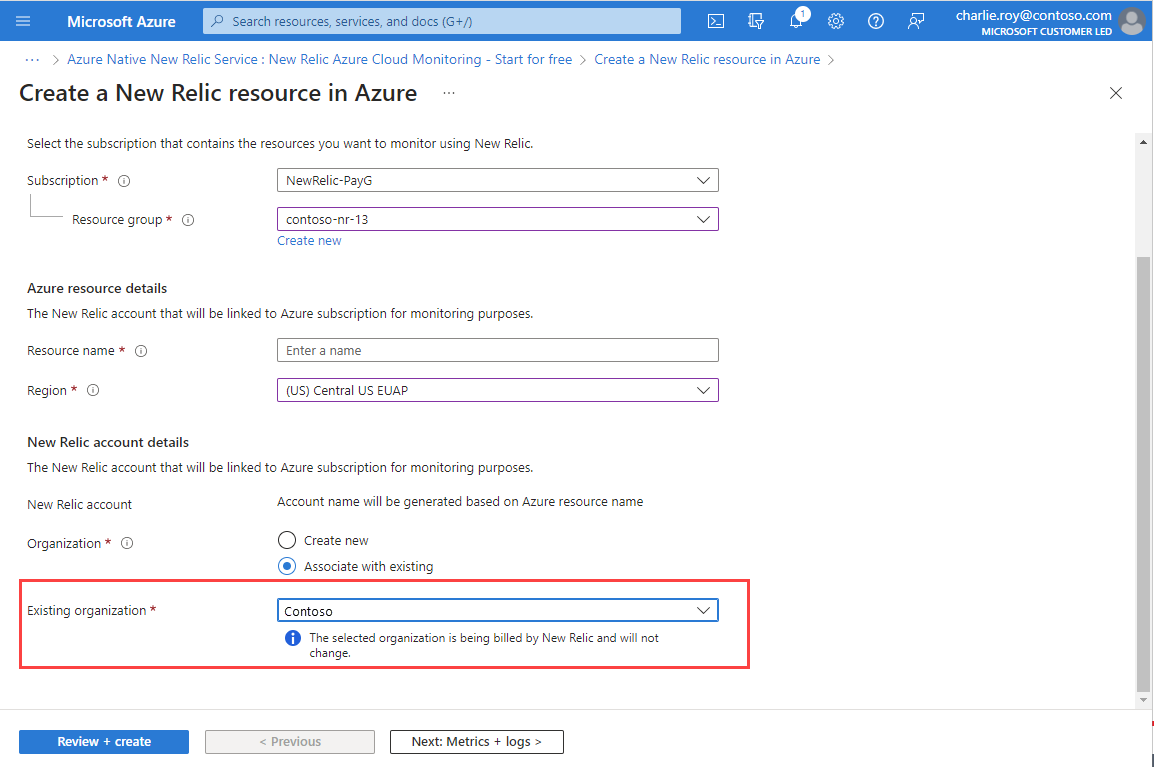 Microsoft Azure
Search resources, services, and docs (G+/)
1
charlie.roy@contoso.com
MICROSOFT CUSTOMER LED
... > Azure Native New Relic Service : New Relic Azure Cloud Monitoring - Start for free > Create a New Relic resource in Azure >
Create a New Relic resource in Azure ...
Select the subscription that contains the resources you want to monitor using New Relic.
Subscription *
NewRelic-PayG
Resource group *
contoso-nr-13
Create new
Azure resource details
The New Relic account that will be linked to Azure subscription for monitoring purposes.
Resource name *
Enter a name
Region *
(US) Central US EUAP
New Relic account details
The New Relic account that will be linked to Azure subscription for monitoring purposes.
New Relic account
Account name will be generated based on Azure resource name
Organization *
Create new
Associate with existing
Existing organization *
Contoso
The selected organization is being billed by New Relic and will not
change.
Review + create
< Previous
Next: Metrics + logs >